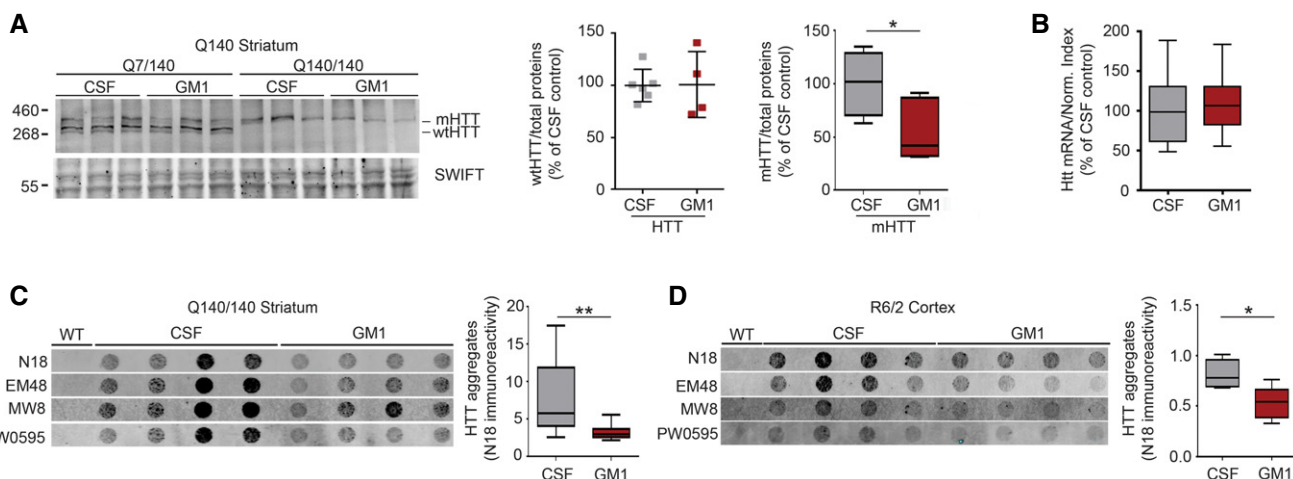 A
Q140 Striatum
Q7/140 Q140/140
CSF GM1 CSF GM1
460
268
mHTT
wtHTT
55
SWIFT
wtHTT/total proteins
(% of CSF control)
150
100
50
0
CSF GM1
HTT
mHTT/total proteins
(% of CSF control)
150
100
50
0
*
CSF GM1
mHTT
B
Htt mRNA/Norm. Index
(% of CSF control)
200
150
100
50
0
CSF GM1
C
Q140/140 Striatum
WT CSF GM1
N18
EM48
MW8
W0595
HTT aggregates
(N18 immunoreactivity)
20
15
10
5
0
**
CSF GM1
D
R6/2 Cortex
WT CSF GM1
N18
EM48
MW8
PW0595
HTT aggregates
(N18 immunoreactivity)
1.5
1.0
0.5
0.0
*
CSF GM1